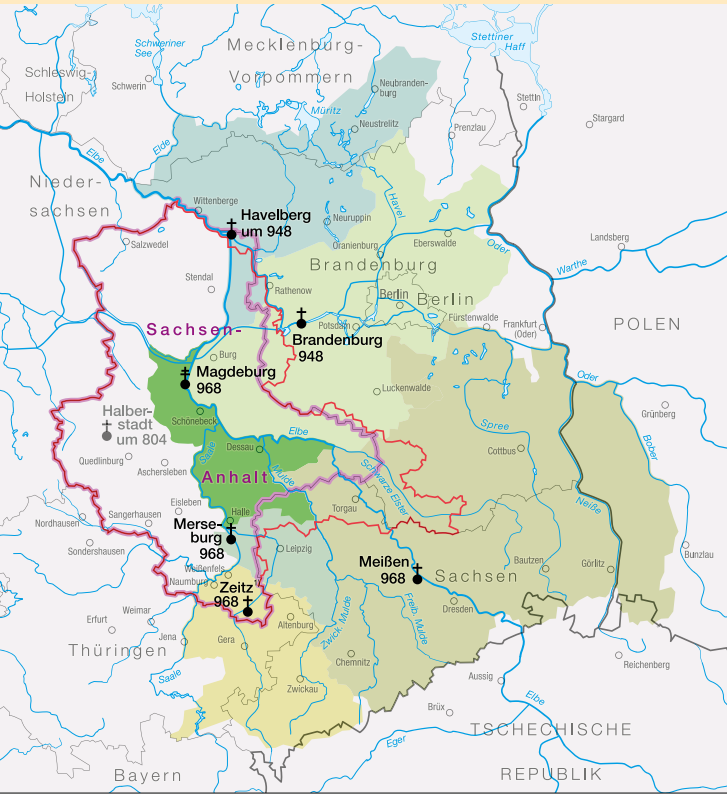 Schweriner
See
Mecklenburg-
Vorpommern
Stettiner
Haff
Schleswig-
Holstein
Schwerin
Neubranden-
burg
Müritz
Neustrelitz
Stettin
Stargard
Prenzlau
Elbe
Elde
Nieder-
sachsen
Wittenberge
Havelberg
um 948
Neuruppin
Havel
Salzwedel
Oranienburg
Eberswalde
Oder
Landsberg
Warthe
Brandenburg
Stendal
Rathenow
Berlin
Berlin
Sachsen-
Potsdam
Fürstenwalde
Frankfurt
(Oder)
POLEN
Brandenburg
948
Burg
Magdeburg
968
Oder
Luckenwalde
Halber-
stadt
um 804
Schönebeck
Grünberg
Elbe
Spree
Bober
Dessau
Cottbus
Quedlinburg
Aschersleben
Saale
Anhalt
Mulde
Schwarze Elster
Neiße
Eisleben
Halle
Torgau
Nordhausen
Sangerhausen
Merse-
burg
968
Sondershausen
Leipzig
Bunzlau
Weißenfels
Meißen
968
Sachsen
Bautzen
Görlitz
Naumburg
Zeitz
968
Dresden
Weimar
Erfurt
Altenburg
Zwick. Mulde
Freib. Mulde
Jena
Gera
Thüringen
Chemnitz
Reichenberg
Saale
Zwickau
Aussig
Elbe
Brüx
TSCHECHISCHE
REPUBLIK
Eger
Bayern